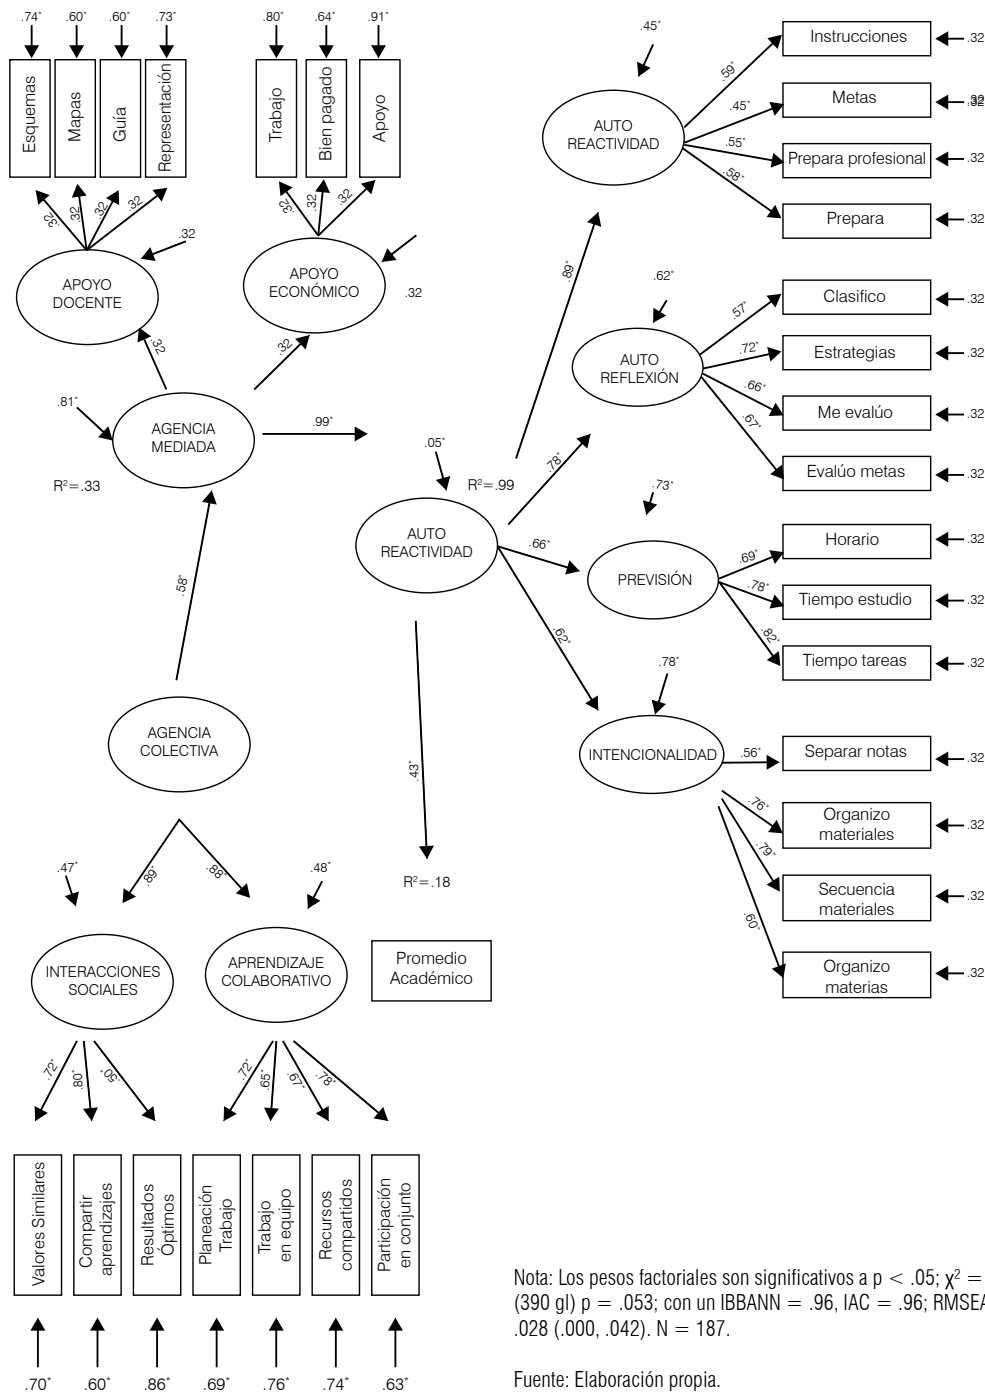 .74* .60* .60* .73*
Esquemas
Mapas
Guía
Representación
.32
.32
.32
.32
.32
APOYO
DOCENTE
.32
.80* .64* .91*
Trabajo
Bien pagado
Apoyo
.32
.32
.32
APOYO
ECONÓMICO
.32
.32
.81*
AGENCIA
MEDIADA
R²=.33
.99*
.58*
AGENCIA
COLECTIVA
.89*
.88*
.47*
INTERACCIONES
SOCIALES
.48*
APRENDIZAJE
COLABORATIVO
.72*
.80*
.50*
.72*
.65*
.67*
.78*
Valores Similares
Compartir
aprendizajes
Resultados
Óptimos
Planeación
Trabajo
Trabajo
en equipo
Recursos
compartidos
Participación
en conjunto
.70* .60* .86* .69* .76* .74* .63*
.05*
R²=.99
AUTO
REACTIVIDAD
.43*
R²=.18
Promedio
Académico
.89*
.78*
.66*
.62*
.45*
AUTO
REACTIVIDAD
.59*
.45*
.55*
.58*
Instrucciones
.32
Metas
.32
Prepara profesional
.32
Prepara
.32
.62*
AUTO
REFLEXIÓN
.57*
.72*
.66*
.67*
Clasifico
.32
Estrategias
.32
Me evalúo
.32
Evalúo metas
.32
.73*
PREVISIÓN
.69*
.78*
.82*
Horario
.32
Tiempo estudio
.32
Tiempo tareas
.32
.78*
INTENCIONALIDAD
.56*
.76*
.79*
.60*
Separar notas
.32
Organizo
materiales
.32
Secuencia
materiales
.32
Organizo
materias
.32
Nota: Los pesos factoriales son significativos a p < .05; χ² =
(390 gl) p = .053; con un IBBANN = .96, IAC = .96; RMSEA
.028 (.000, .042). N = 187.
Fuente: Elaboración propia.